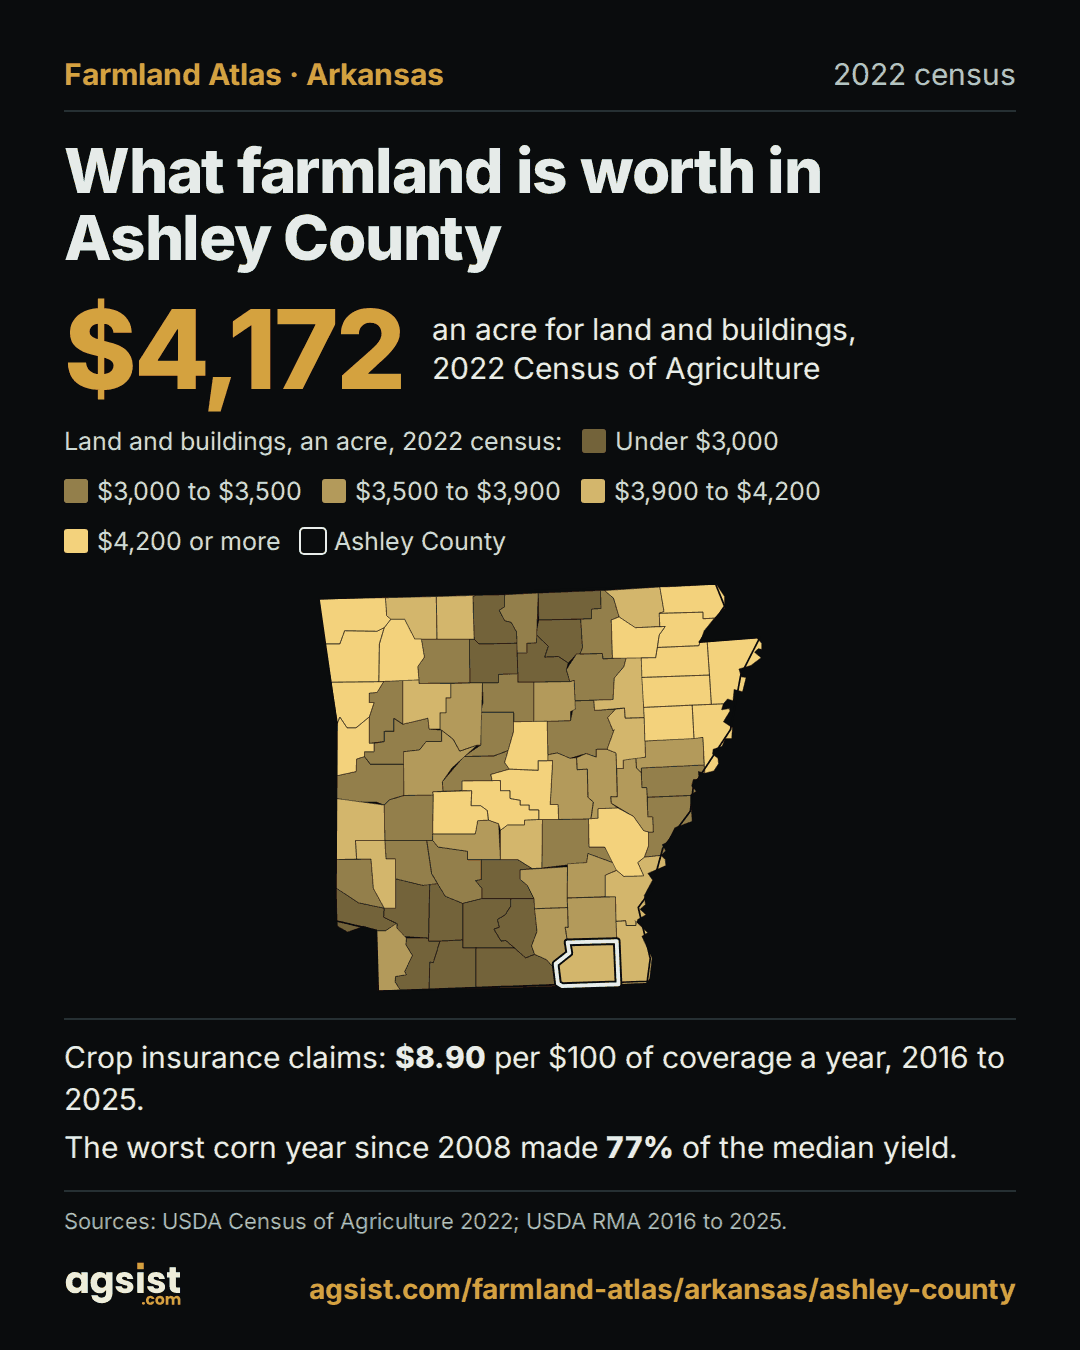 Farmland Atlas · Arkansas
2022 census
What farmland is worth in
Ashley County
$4,172
an acre for land and buildings,
2022 Census of Agriculture
Land and buildings, an acre, 2022 census: Under $3,000
$3,000 to $3,500 $3,500 to $3,900 $3,900 to $4,200
$4,200 or more Ashley County
Crop insurance claims: $8.90 per $100 of coverage a year, 2016 to
2025.
The worst corn year since 2008 made 77% of the median yield.
Sources: USDA Census of Agriculture 2022; USDA RMA 2016 to 2025.
agsist
.com
agsist.com/farmland-atlas/arkansas/ashley-county